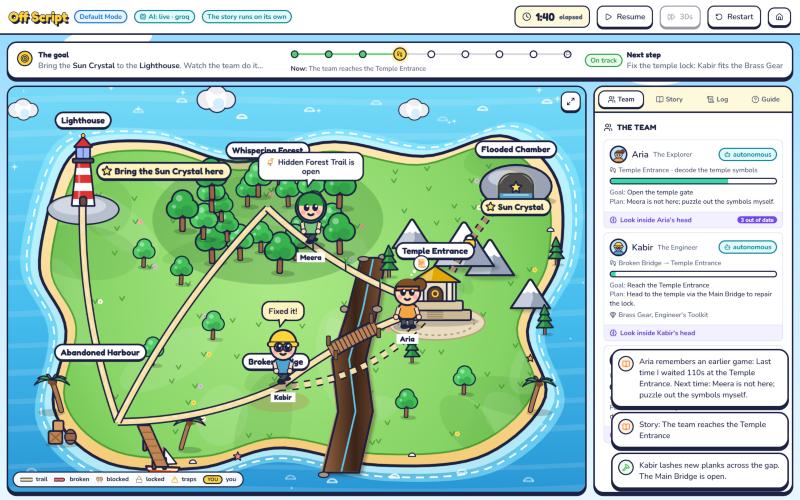 Off Script
Default Mode
AI: live · groq
The story runs on its own
1:40 elapsed
Resume
30s
Restart
The goal
Bring the Sun Crystal to the Lighthouse. Watch the team do it...
Now: The team reaches the Temple Entrance
On track
Next step
Fix the temple lock: Kabir fits the Brass Gear
Lighthouse
Whispering Forest
Hidden Forest Trail is
open
Bring the Sun Crystal here
Meera
Flooded Chamber
Sun Crystal
Temple Entrance
Aria
Fixed it!
Kabir
Abandoned Harbour
trail
broken
blocked
locked
traps
YOU you
Team
Story
Log
Guide
THE TEAM
Aria The Explorer
autonomous
Temple Entrance · decode the temple symbols
Goal: Open the temple gate
Plan: Meera is not here; puzzle out the symbols myself.
Look inside Aria's head
3 out of date
Kabir The Engineer
autonomous
Broken Bridge → Temple Entrance
Goal: Reach the Temple Entrance
Plan: Head to the temple via the Main Bridge to repair
the lock.
Brass Gear, Engineer's Toolkit
Look inside Kabir's head
Aria remembers an earlier game: Last
time I waited 110s at the Temple
Entrance. Next time: Meera is not here;
puzzle out the symbols myself.
Story: The team reaches the Temple
Entrance
Kabir lashes new planks across the gap.
The Main Bridge is open.